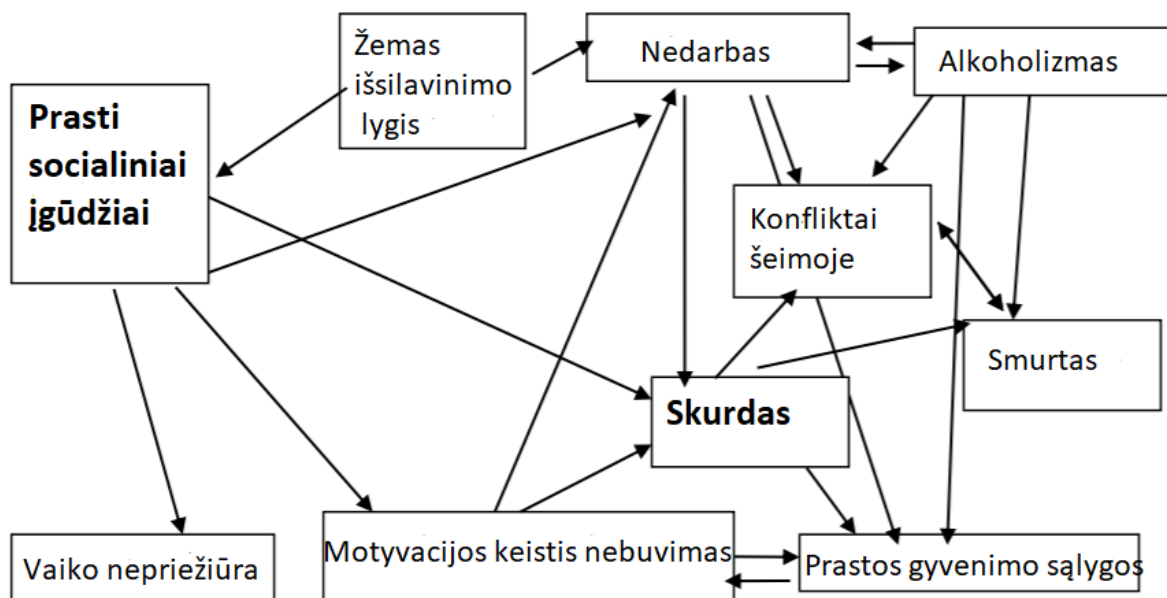 Žemas
išsilavinimo
lygis
Nedarbas
Alkoholizmas
Prasti
socialiniai
įgūdžiai
Konfliktai
šeimoje
Smurtas
Skurdas
Vaiko nepriežiūra
Motyvacijos keistis nebuvimas
Prastos gyvenimo sąlygos